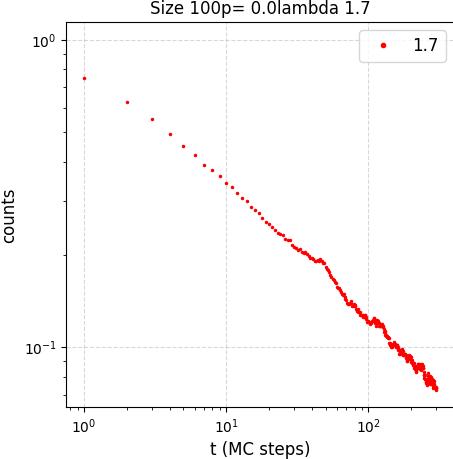 Size 100p= 0.0lambda 1.7
10⁰
1.7
counts
10⁻¹
10⁰ 10¹ 10²
t (MC steps)